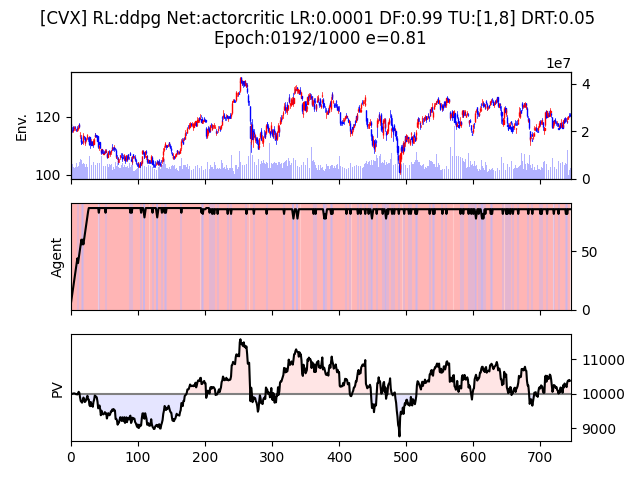 [CVX] RL:ddpg Net:actorcritic LR:0.0001 DF:0.99 TU:[1,8] DRT:0.05
Epoch:0192/1000 e=0.81
1e7
Env.
120
100
4
2
0
Agent
50
0
PV
11000
10000
9000
0 100 200 300 400 500 600 700